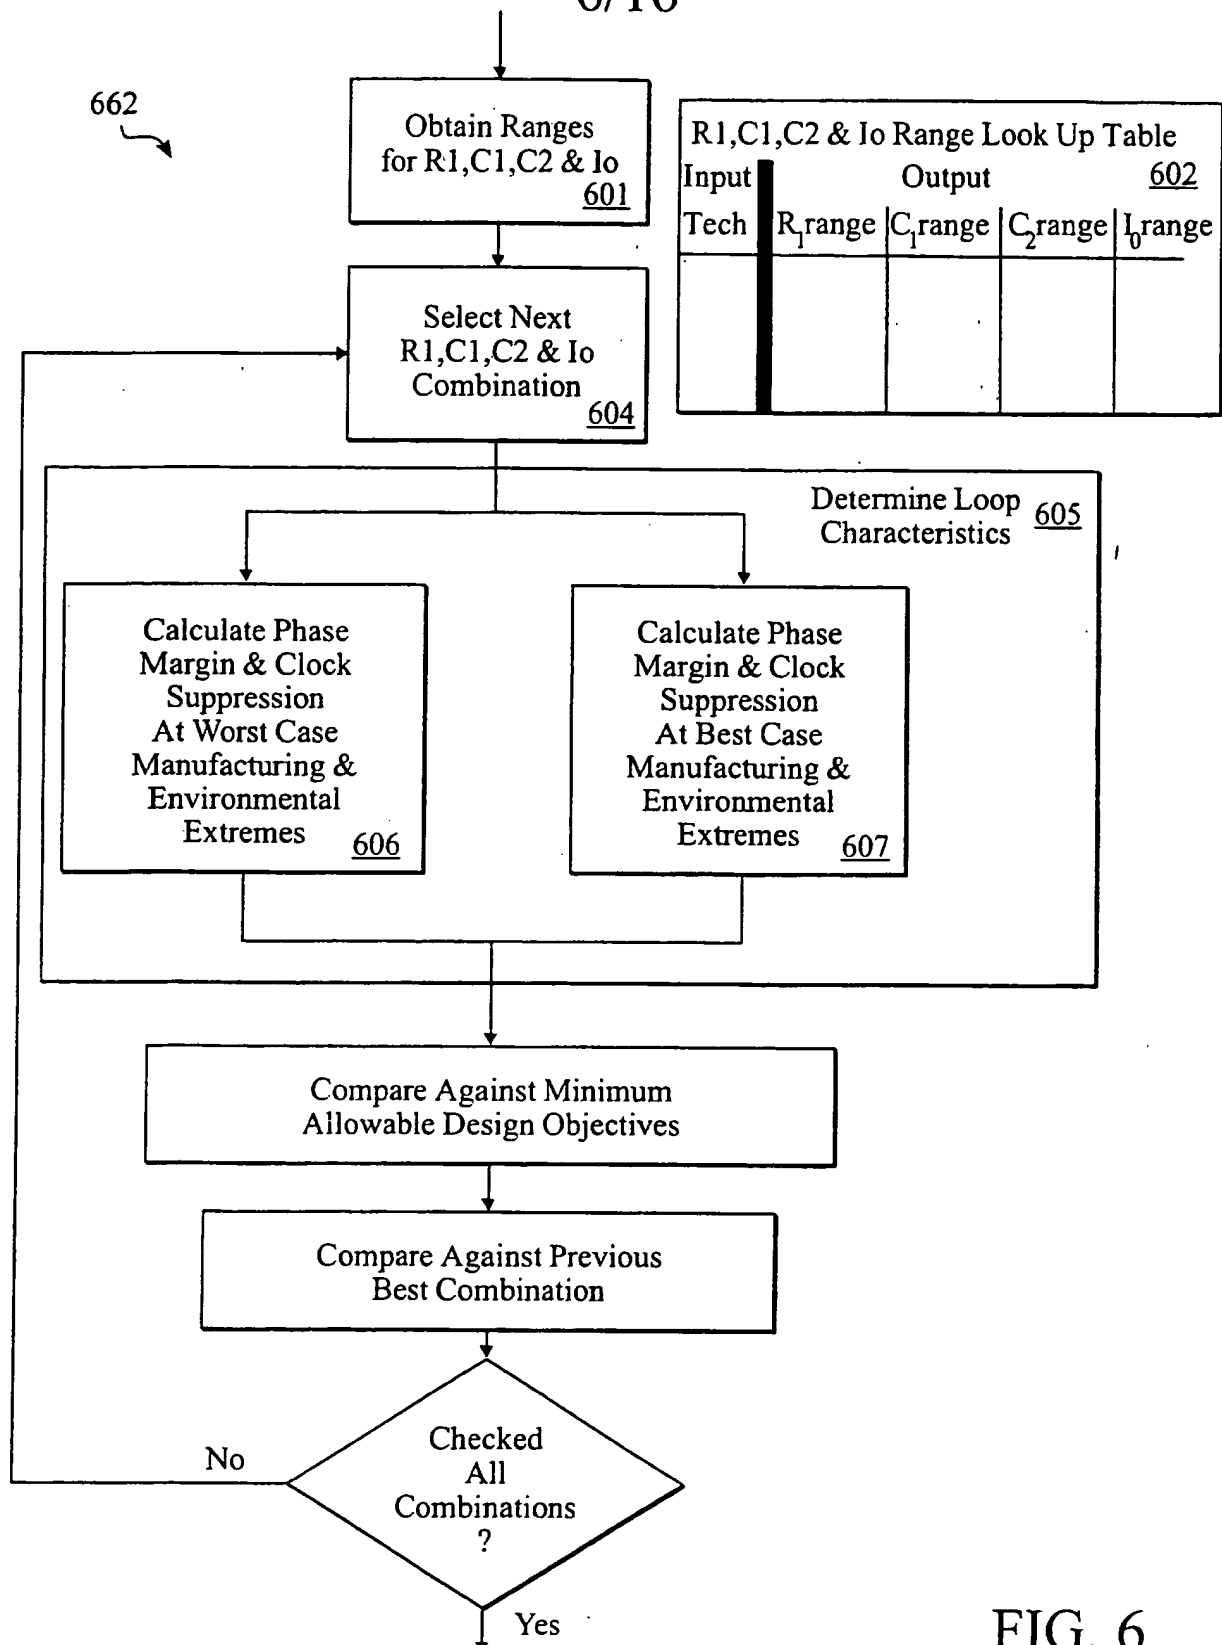 6/16
662
Obtain Ranges
for R1,C1,C2 & Io
601
R1,C1,C2 & Io Range Look Up Table
Input Output 602
Tech R1range C1range C2range I0range
Select Next
R1,C1,C2 & Io
Combination
604
Determine Loop
Characteristics
605
Calculate Phase
Margin & Clock
Suppression
At Worst Case
Manufacturing &
Environmental
Extremes
606
Calculate Phase
Margin & Clock
Suppression
At Best Case
Manufacturing &
Environmental
Extremes
607
Compare Against Minimum
Allowable Design Objectives
Compare Against Previous
Best Combination
Checked
All
Combinations
?
No
Yes
FIG. 6